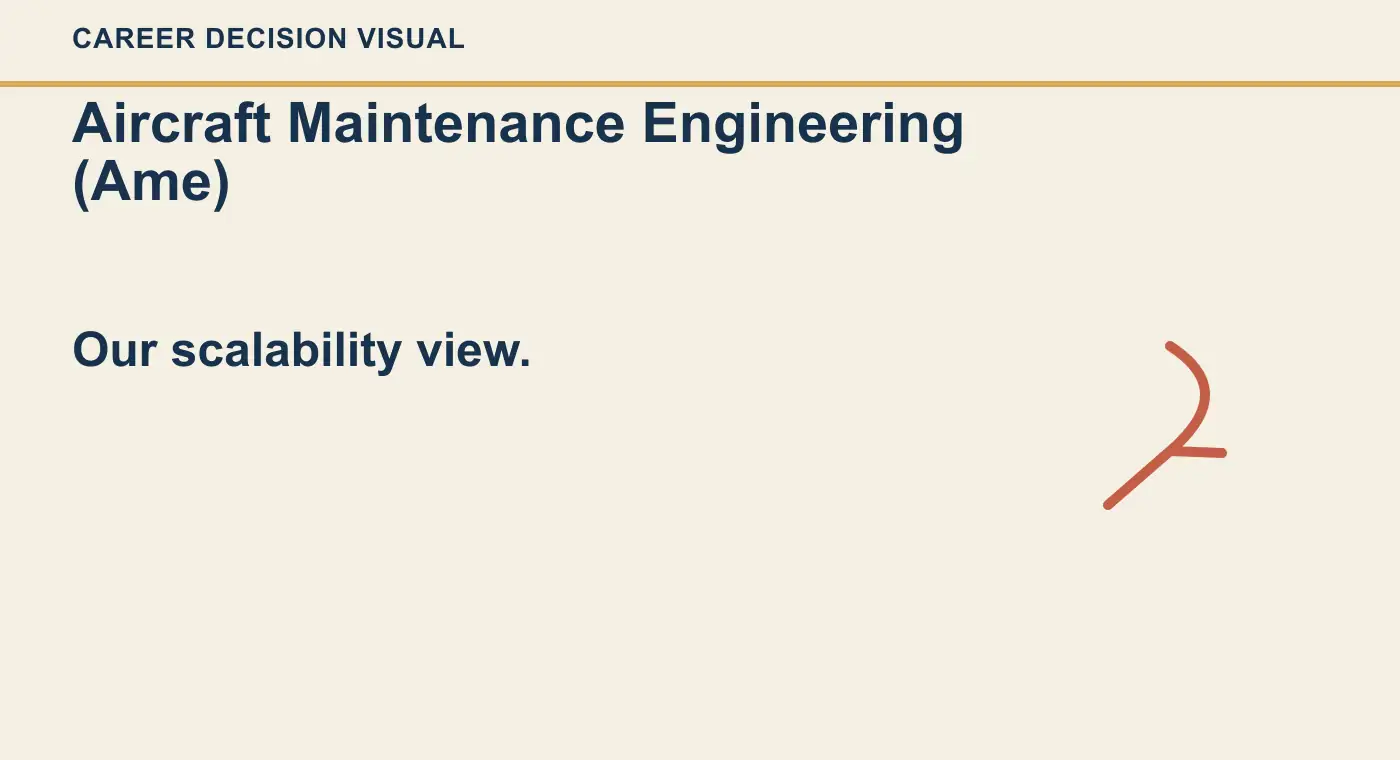 CAREER DECISION VISUAL
Aircraft Maintenance Engineering
(Ame)
Our scalability view.